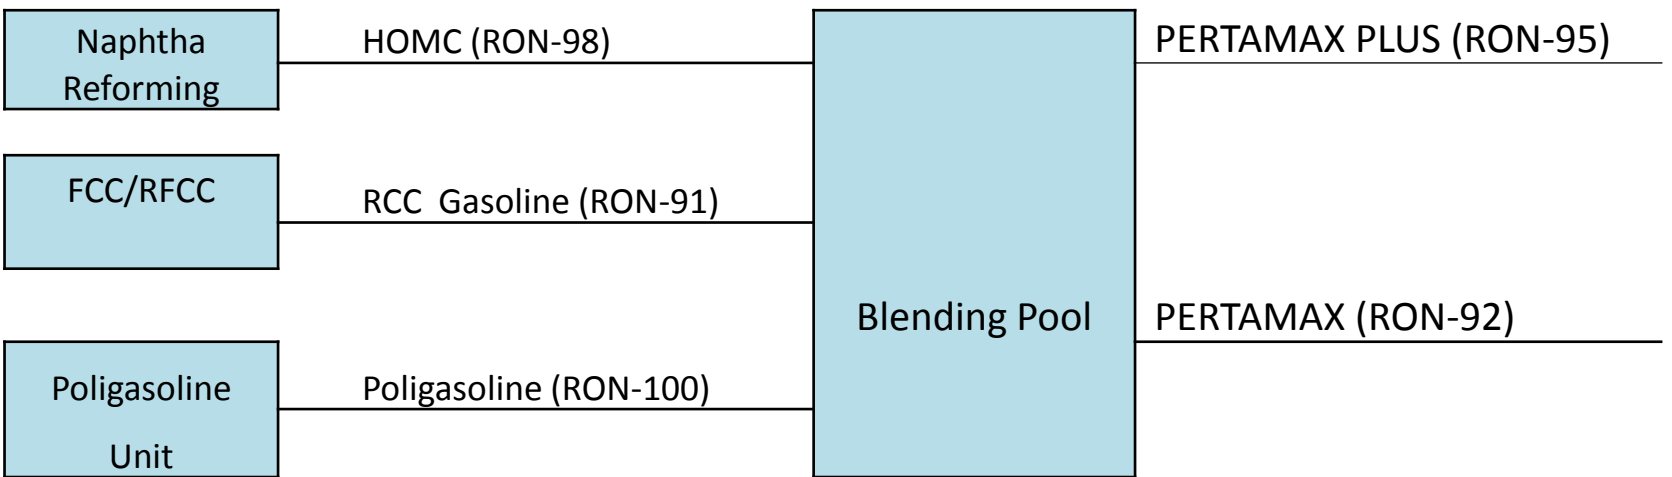 Naphtha
Reforming
HOMC (RON-98)
PERTAMAX PLUS (RON-95)
FCC/RFCC
RCC  Gasoline (RON-91)
Blending Pool
PERTAMAX (RON-92)
Poligasoline
Unit
Poligasoline (RON-100)